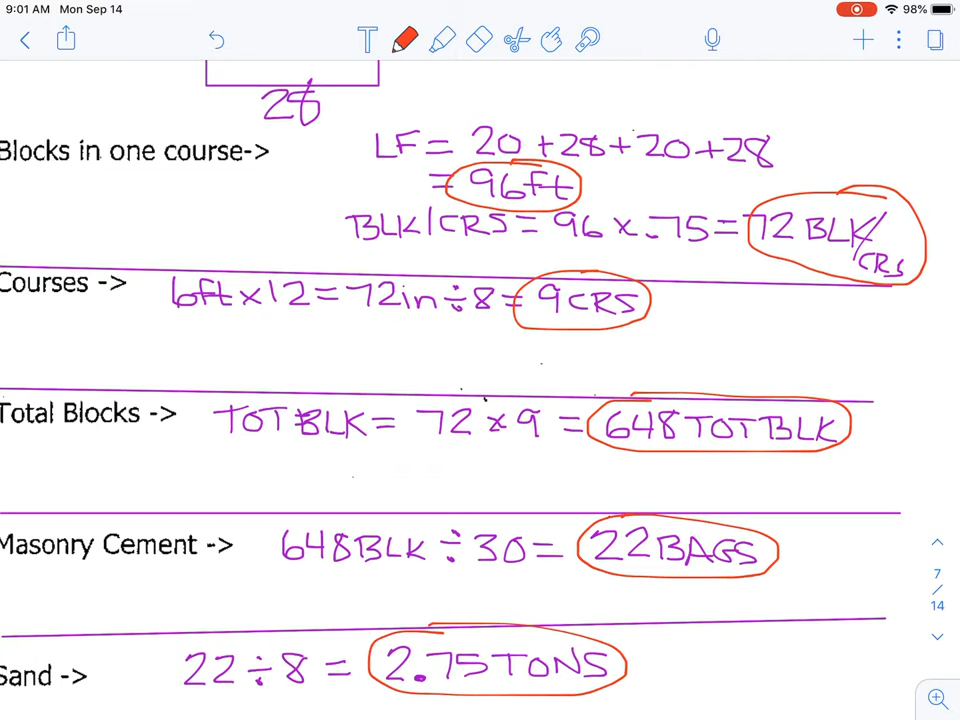 9:01 AM Mon Sep 14
98%
T
28
Blocks in one course->
LF = 20 +28+20+28
= 96ft
BLK/CRS = 96 x .75 = 72 BLK/CRS
Courses ->
6ft x 12 = 72in ÷ 8 = 9 CRS
Total Blocks ->
TOT BLK = 72 x 9 = 648 TOT BLK
Masonry Cement ->
648 BLK ÷ 30 = 22 BAGS
Sand ->
22 ÷ 8 = 2.75 TONS
7
/
14